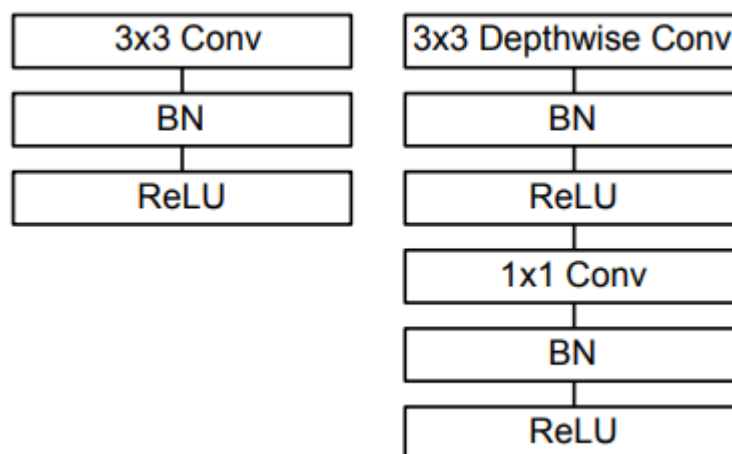 3x3 Conv
BN
ReLU
3x3 Depthwise Conv
BN
ReLU
1x1 Conv
BN
ReLU